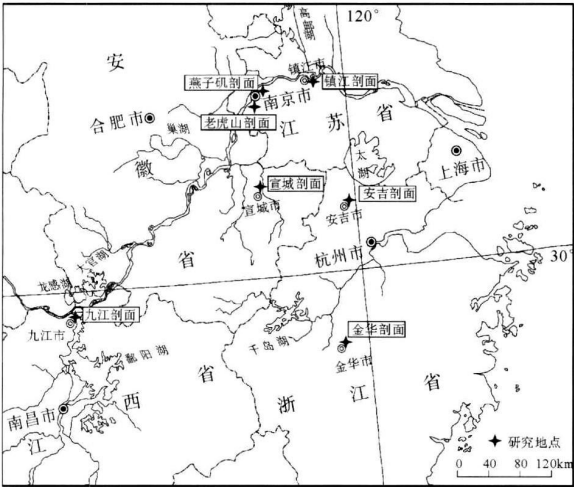 120°
高邮湖
安
镇江市
燕子矶剖面
镇江剖面
南京市
合肥市
老虎山剖面
江苏省
巢湖
徽
太湖
上海市
宣城剖面
宣城市
安吉剖面
安吉市
杭州市
省
30°
大官湖
龙感湖
九江剖面
九江市
鄱阳湖
千岛湖
金华剖面
金华市
南昌市
江西省
浙江省
研究地点
0 40 80 120km